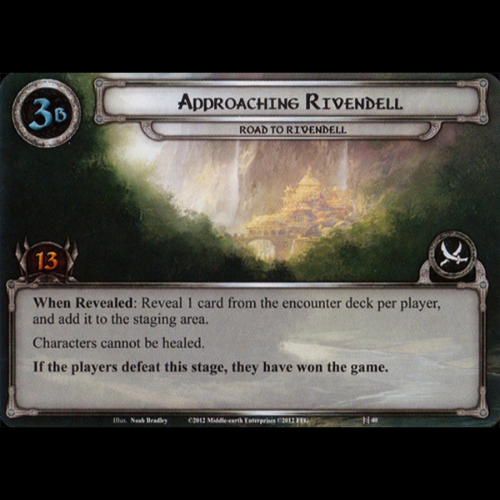 3B
APPROACHING RIVENDELL
ROAD TO RIVENDELL
13
When Revealed: Reveal 1 card from the encounter deck per player,
and add it to the staging area.
Characters cannot be healed.
If the players defeat this stage, they have won the game.
Illus. Noah Bradley ©2012 Middle-earth Enterprises ©2012 FFG 40